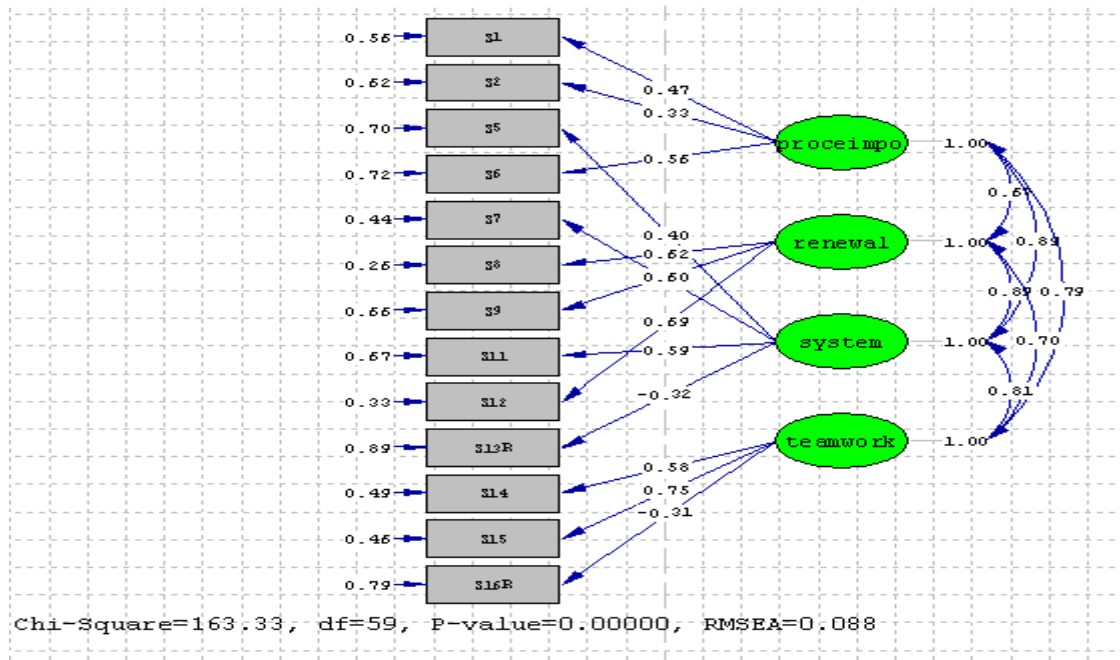 0.56 S1
0.47
0.62 S2
0.33
0.70 S5
proceimpo 1.00
0.72 S6
0.56
0.44 S7
0.40
renewal 1.00
0.62
0.26 S8
0.60
0.79
0.66 S9
0.69
system 1.00
0.70
0.67 S11
0.59
0.81
0.33 S12
-0.32
0.89 S13R
teamwork 1.00
0.58
0.49 S14
0.75
-0.31
0.46 S15
0.79 S16R
Chi-Square=163.33, df=59, P-value=0.00000, RMSEA=0.088